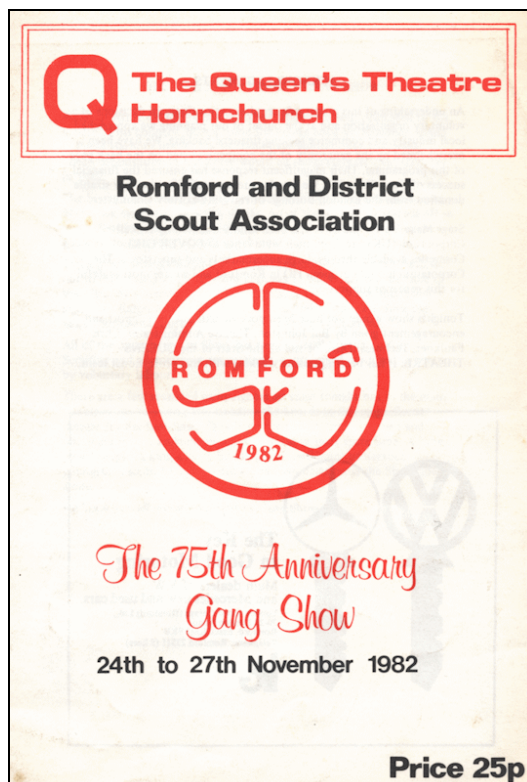 Q The Queen's Theatre
Hornchurch
Romford and District
Scout Association
ROMFORD
1982
The 75th Anniversary
Gang Show
24th to 27th November 1982
Price 25p